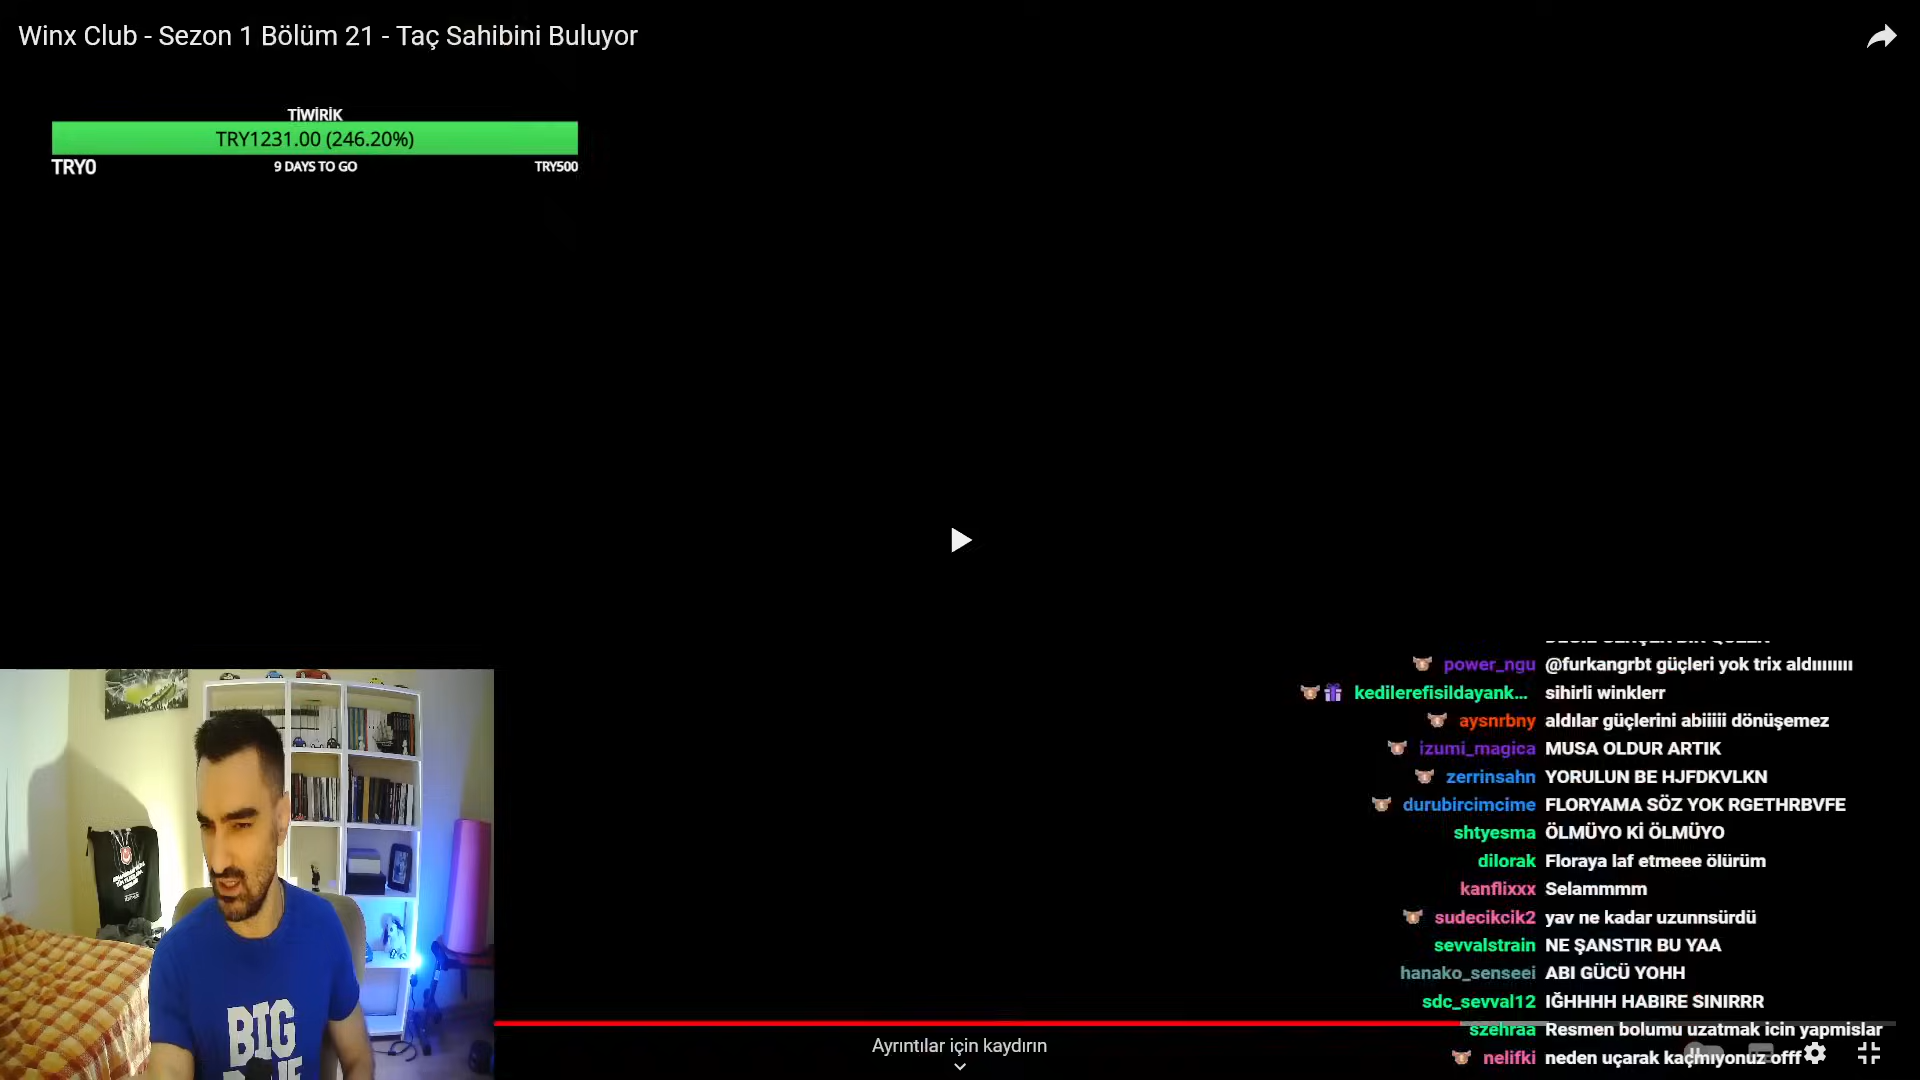 Winx Club - Sezon 1 Bölüm 21 - Taç Sahibini Buluyor
TİWİRİK
TRY1231.00 (246.20%)
TRY0 9 DAYS TO GO TRY500
power_ngu @furkangrbt güçleri yok trix aldıııııııı
kedilerefisildayank... sihirli winklerr
aysnrbny aldılar güçlerini abiiiii dönüşemez
izumi_magica MUSA OLDUR ARTIK
zerrinsahn YORULUN BE HJFDKVLKN
durubircimcime FLORYAMA SÖZ YOK RGETHRBVFE
shtyesma ÖLMÜYO Kİ ÖLMÜYO
dilorak Floraya laf etmeee ölürüm
kanflixxx Selammmm
sudecikcik2 yav ne kadar uzunnsürdü
sevvalstrain NE ŞANSTIR BU YAA
hanako_senseei ABI GÜCÜ YOHH
sdc_sevval12 IĞHHHH HABIRE SINIRRR
szehraa Resmen bolumu uzatmak icin yapmislar
nelifki neden uçarak kaçmıyonuz offf
Ayrıntılar için kaydırın
BIG